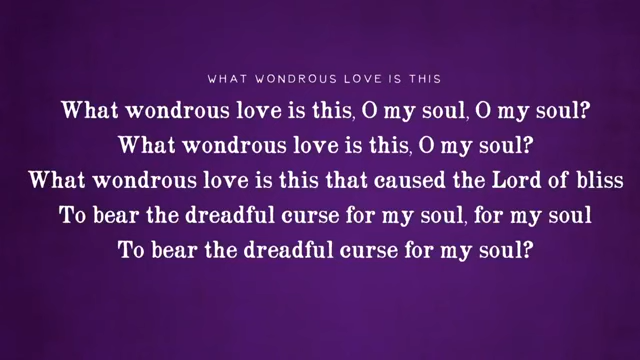 WHAT WONDROUS LOVE IS THIS
What wondrous love is this, O my soul, O my soul?
What wondrous love is this, O my soul?
What wondrous love is this that caused the Lord of bliss
To bear the dreadful curse for my soul, for my soul
To bear the dreadful curse for my soul?